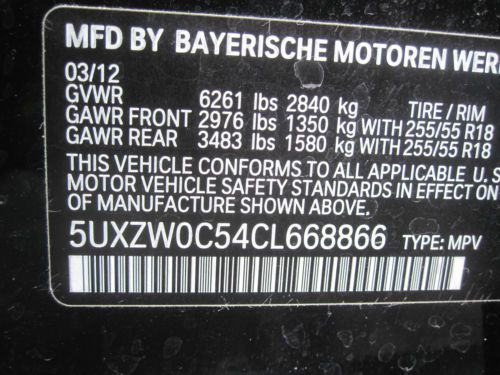 MFD BY BAYERISCHE MOTOREN
03/12
GVWR 6261 lbs 2840 kg TIRE / RIM
GAWR FRONT 2976 lbs 1350 kg WITH 255/55 R18
GAWR REAR 3483 lbs 1580 kg WITH 255/55 R18
THIS VEHICLE CONFORMS TO ALL APPLICABLE
MOTOR VEHICLE SAFETY STANDARDS IN EFFECT ON
OF MANUFACTURE SHOWN ABOVE.
5UXZW0C54CL668866 TYPE: MPV